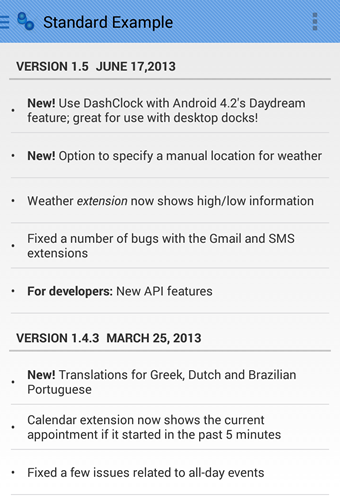 Standard Example
VERSION 1.5 JUNE 17,2013
• New! Use DashClock with Android 4.2's Daydream
feature; great for use with desktop docks!
• New! Option to specify a manual location for weather
• Weather extension now shows high/low information
• Fixed a number of bugs with the Gmail and SMS
extensions
• For developers: New API features
VERSION 1.4.3 MARCH 25, 2013
• New! Translations for Greek, Dutch and Brazilian
Portuguese
• Calendar extension now shows the current
appointment if it started in the past 5 minutes
• Fixed a few issues related to all-day events